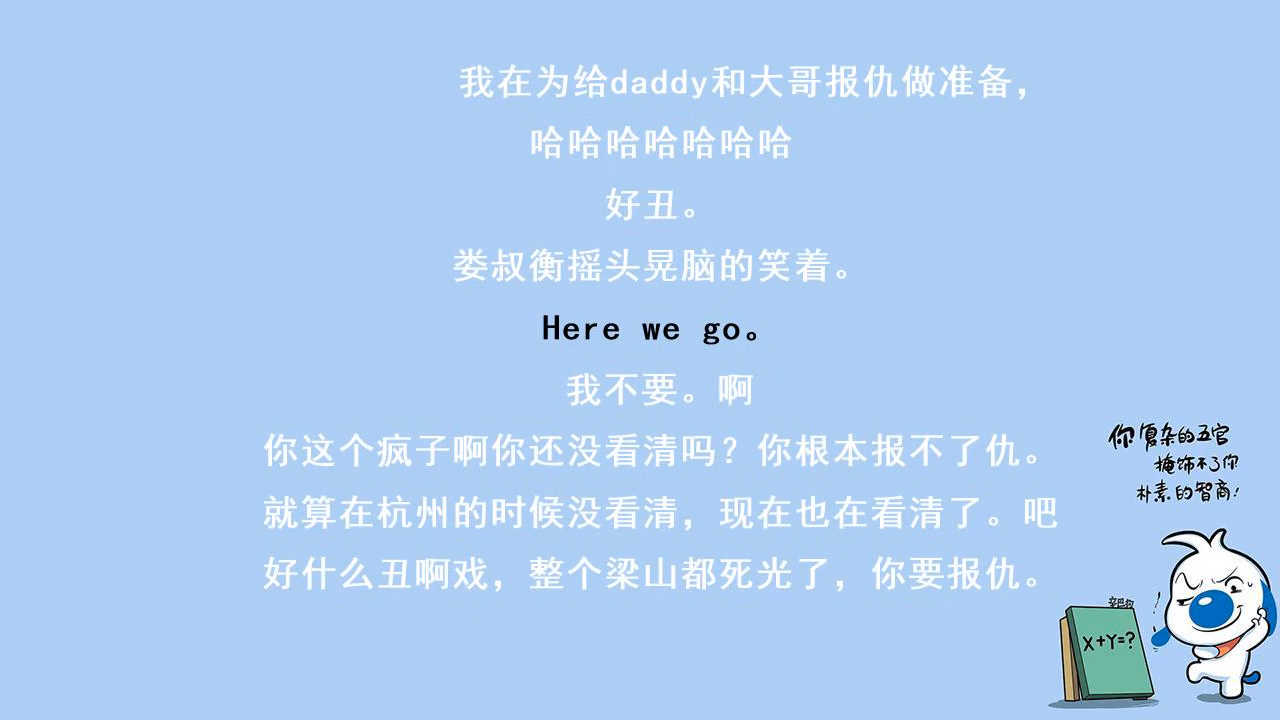 我在为给daddy和大哥报仇做准备，
哈哈哈哈哈哈哈
好丑。
娄叔衡摇头晃脑的笑着。
Here we go。
我不要。啊
你这个疯子啊你还没看清吗？你根本报不了仇。
就算在杭州的时候没看清，现在也在看清了。吧
好什么丑啊戏，整个梁山都死光了，你要报仇。
你复杂的五官
掩饰不了你
朴素的智商！
亲巴叔
X+Y=?